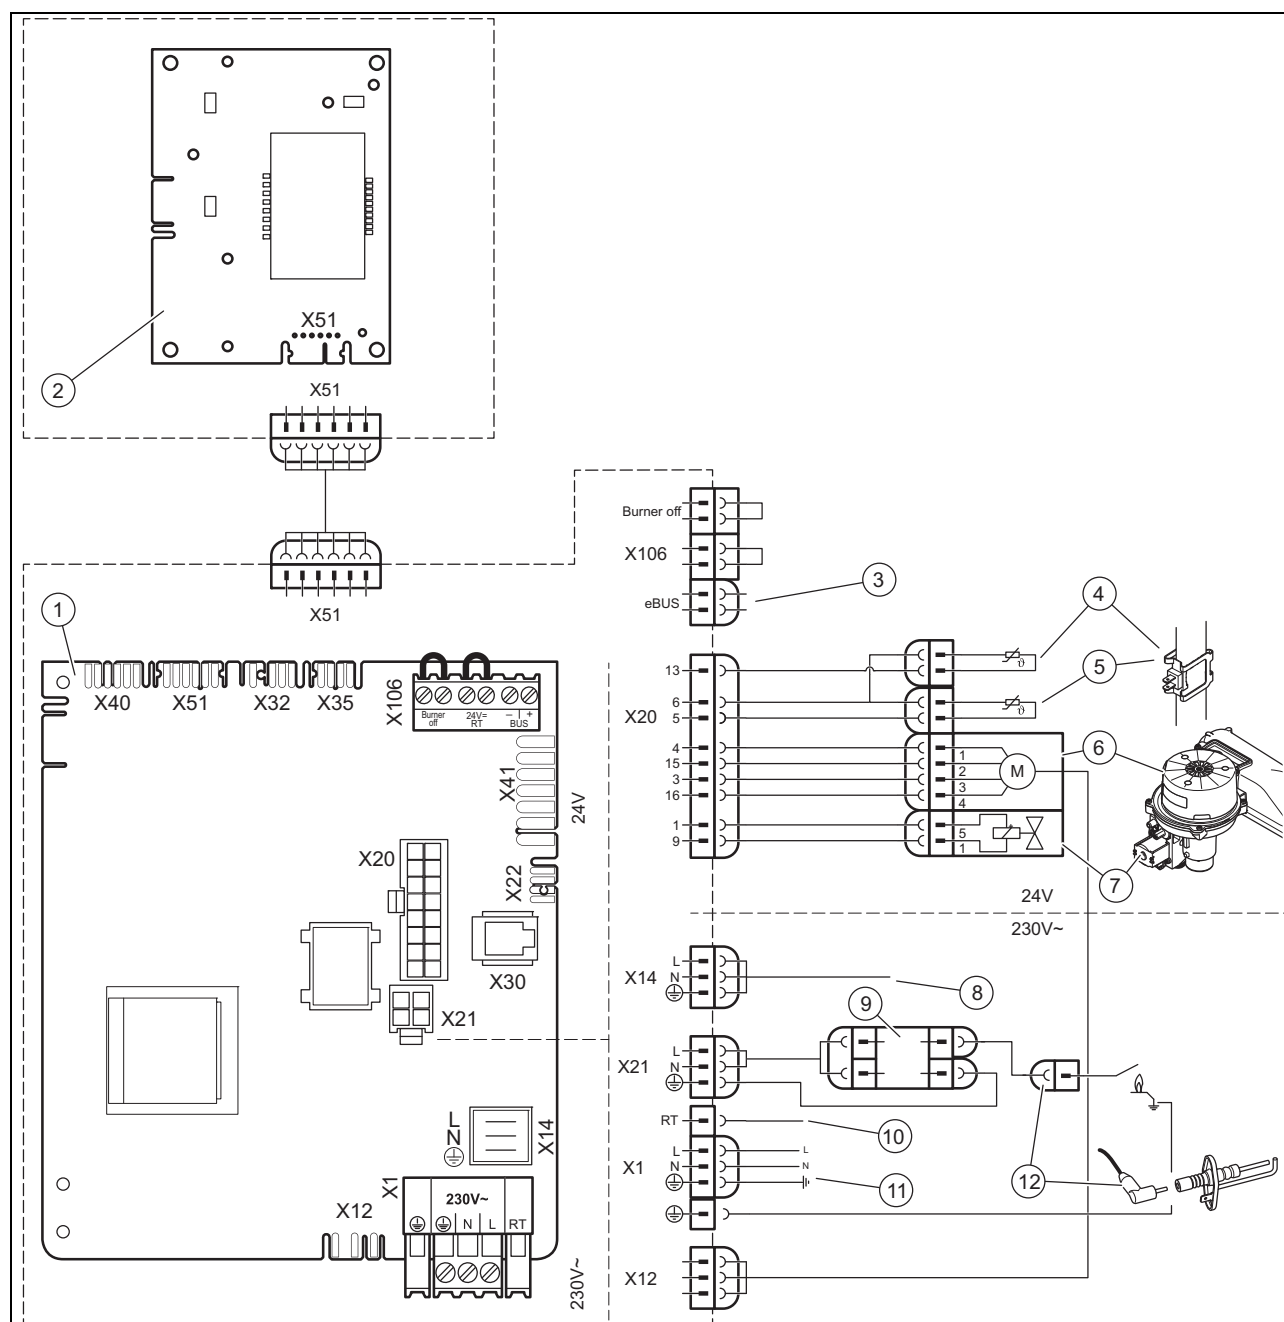 X51
2
X51
X51
1
Burner off
X106
eBUS
3
4
5
6
7
X40
X51
X32
X35
X106
Burner
off
24V=
RT
– | +
BUS
X41
24V
X20
X22
X30
X21
L
N
X14
X1
230V~
N
L
RT
X12
230V~
X20
13
6
5
4
15
3
16
1
9
ϑ
ϑ
1
2
3
4
M
5
1
24V
230V~
X14
L
N
8
9
X21
L
N
RT
10
X1
L
N
L
N
11
12
X12